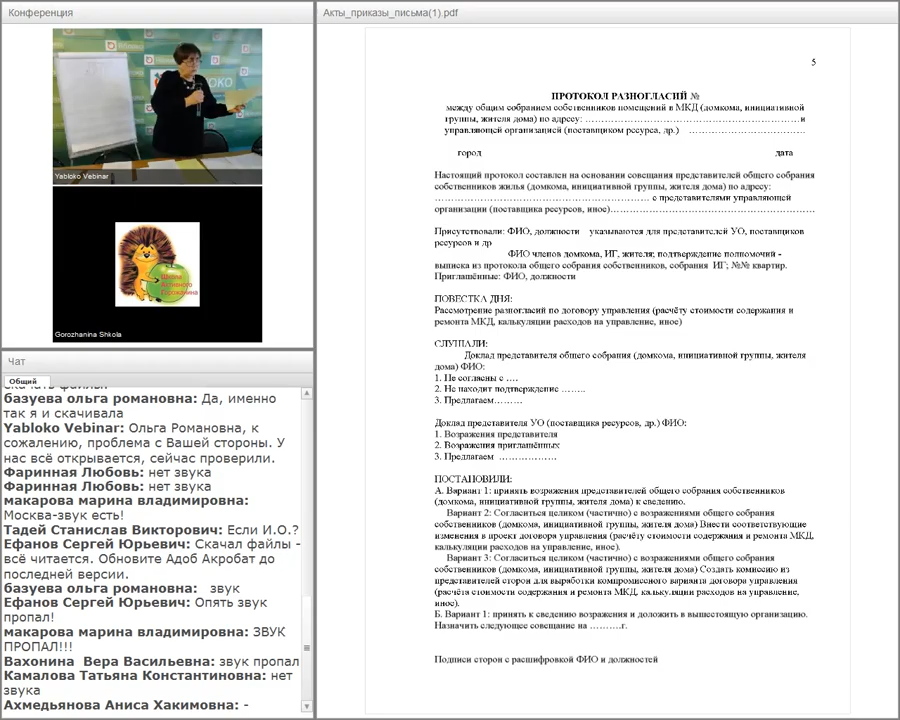 Конференция
Yabloko Vebinar
Школа
Активного
Горожанина
Gorozhanina Shkola
Чат
Общий
скачать файлы
базуева ольга романовна: Да, именно
так я и скачивала
Yabloko Vebinar: Ольга Романовна, к
сожалению, проблема с Вашей стороны. У
нас всё открывается, сейчас проверили.
Фаринная Любовь: нет звука
Фаринная Любовь: нет звука
макарова марина владимировна:
Москва-звук есть!
Тадей Станислав Викторович: Если И.О.?
Ефанов Сергей Юрьевич: Скачал файлы -
всё читается. Обновите Адоб Акробат до
последней версии.
базуева ольга романовна: звук
Ефанов Сергей Юрьевич: Опять звук
пропал!
макарова марина владимировна: ЗВУК
ПРОПАЛ!!!
Вахонина Вера Васильевна: звук пропал
Камалова Татьяна Константиновна: нет
звука
Ахмедьянова Аниса Хакимовна: -
Акты_приказы_письма(1).pdf
5
ПРОТОКОЛ РАЗНОГЛАСИЙ №
между общим собранием собственников помещений в МКД (домкома, инициативной
группы, жителя дома) по адресу: ……………………………………………………и
управляющей организацией (поставщиком ресурса, др.) ………………………………
город дата
Настоящий протокол составлен на основании совещания представителей общего собрания
собственников жилья (домкома, инициативной группы, жителя дома) по адресу:
…………………………………………………… с представителями управляющей
организации (поставщика ресурсов, иное)…………………………………………………
Присутствовали: ФИО, должности указываются для представителей УО, поставщиков
ресурсов и др
ФИО членов домкома, ИГ, жителя; подтверждение полномочий -
выписка из протокола общего собрания собственников, собрания ИГ; №№ квартир.
Приглашённые: ФИО, должности
ПОВЕСТКА ДНЯ:
Рассмотрение разногласий по договору управления (расчёту стоимости содержания и
ремонта МКД, калькуляции расходов на управление, иное)
СЛУШАЛИ:
Доклад представителя общего собрания (домкома, инициативной группы, жителя
дома) ФИО:
1. Не согласны с ….
2. Не находит подтверждение ……..
3. Предлагаем………
Доклад представителя УО (поставщика ресурсов, др.) ФИО:
1. Возражения представителя
2. Возражения приглашённых
3. Предлагаем ………………
ПОСТАНОВИЛИ:
А. Вариант 1: принять возражения представителей общего собрания собственников
(домкома, инициативной группы, жителя дома) к сведению.
Вариант 2: Согласиться целиком (частично) с возражениями общего собрания
собственников (домкома, инициативной группы, жителя дома) Внести соответствующие
изменения в проект договора управления (расчёту стоимости содержания и ремонта МКД,
калькуляции расходов на управление, иное).
Вариант 3: Согласиться целиком (частично) с возражениями общего собрания
собственников (домкома, инициативной группы, жителя дома) Создать комиссию из
представителей сторон для выработки компромиссного варианта договора управления
(расчёта стоимости содержания и ремонта МКД, калькуляции расходов на управление,
иное).
Б. Вариант 1: принять к сведению возражения и доложить в вышестоящую организацию.
Назначить следующее совещание на ……….г.
Подписи сторон с расшифровкой ФИО и должностей